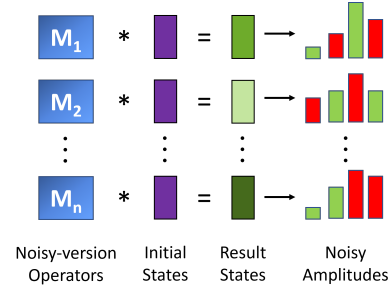 M1 * =
M2 * =
Mn * =
Noisy-version Initial Result Noisy
Operators States States Amplitudes